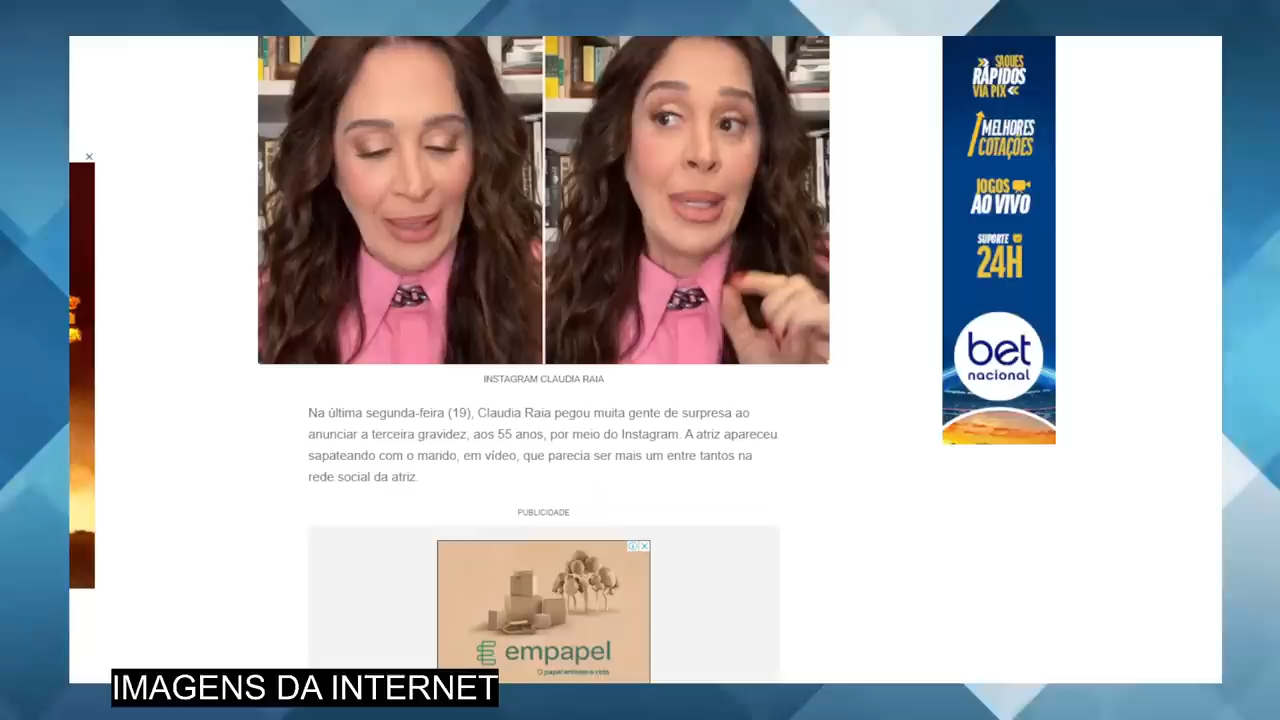 SAQUES
RÁPIDOS
VIA PIX
MELHORES
COTAÇÕES
JOGOS
AO VIVO
SUPORTE
24H
bet
nacional
INSTAGRAM CLAUDIA RAIA
Na última segunda-feira (19), Claudia Raia pegou muita gente de surpresa ao
anunciar a terceira gravidez, aos 55 anos, por meio do Instagram. A atriz apareceu
sapateando com o marido, em vídeo, que parecia ser mais um entre tantos na
rede social da atriz.
PUBLICIDADE
empapel
O papel embala a vida
IMAGENS DA INTERNET